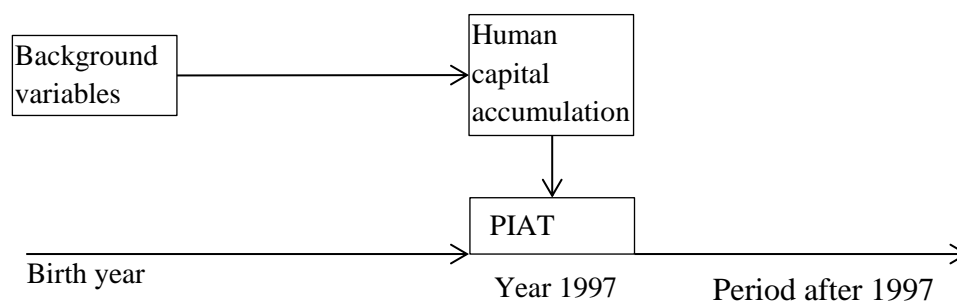 Background
variables
Human
capital
accumulation
PIAT
Birth year
Year 1997
Period after 1997